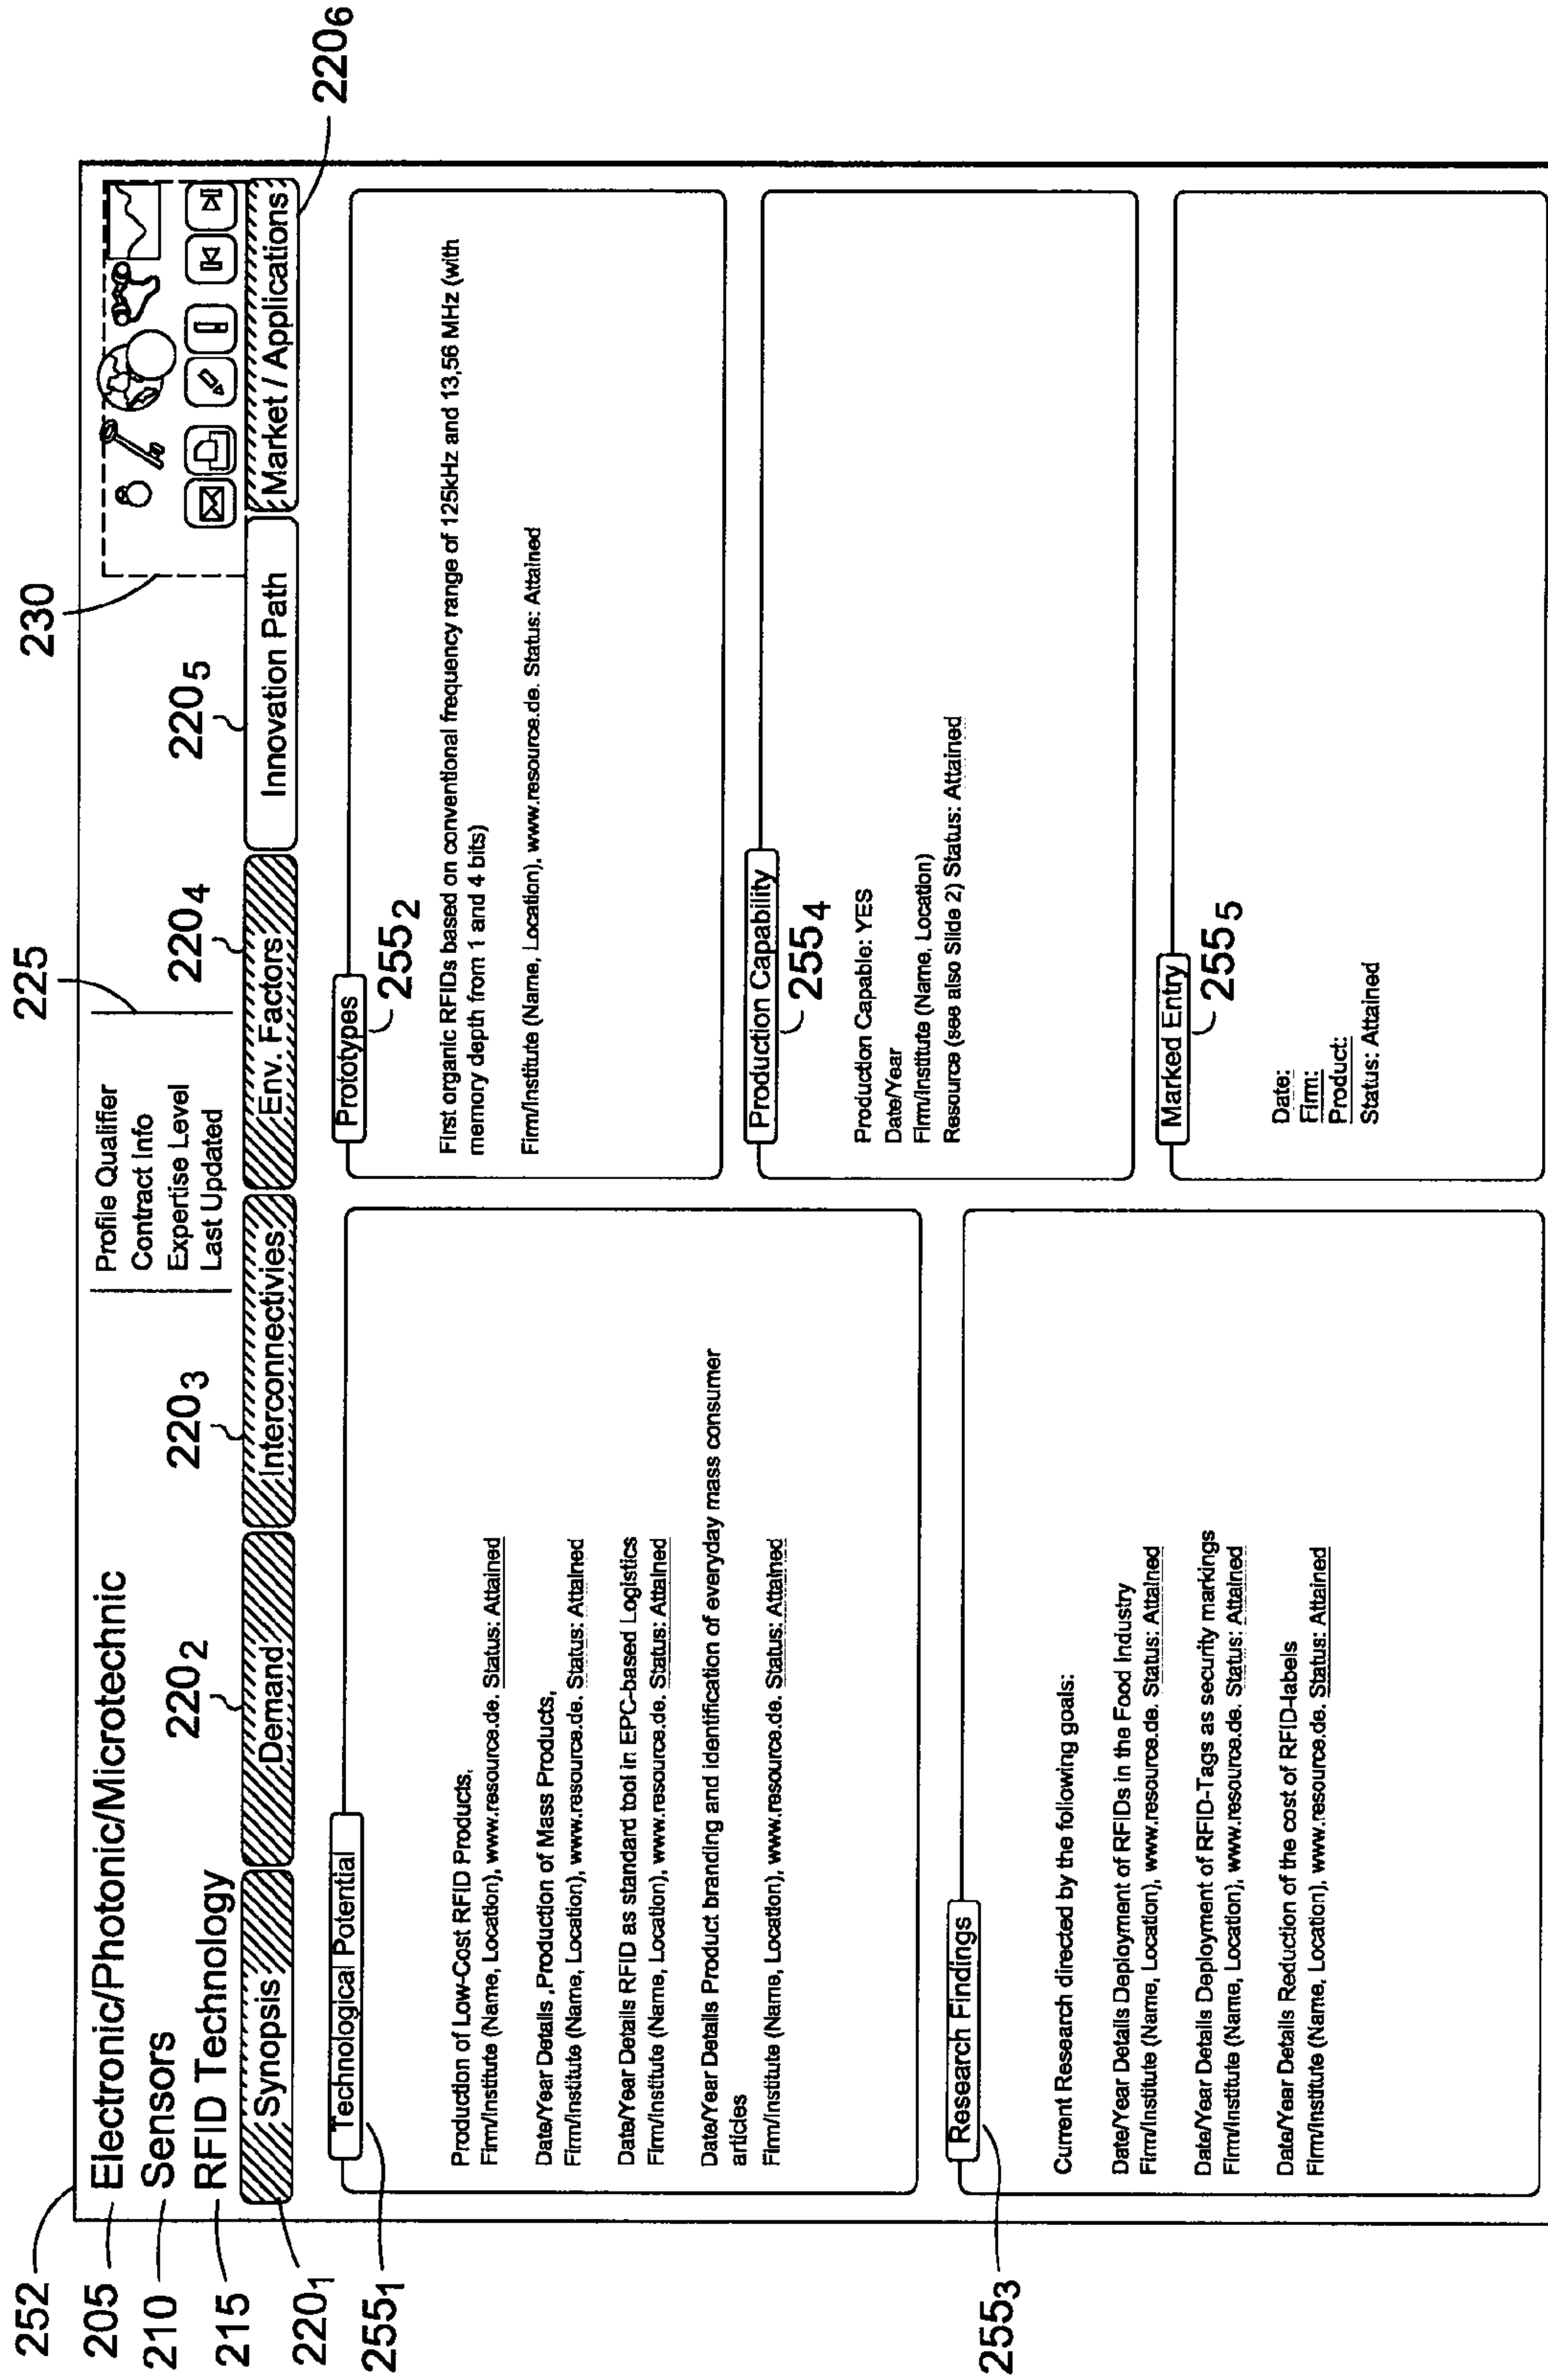 252
205
Electronic/Photonic/Microtechnic
210
Sensors
215
RFID Technology
Profile Qualifier
Contract Info
Expertise Level
Last Updated
225
230
220₁
Synopsis
220₂
Demand
220₃
Interconnectivies
220₄
Env. Factors
220₅
Innovation Path
220₆
Market / Applications
255₁
Technological Potential
Production of Low-Cost RFID Products,
Firm/Institute (Name, Location), www.resource.de. Status: Attained
Date/Year Details ,Production of Mass Products,
Firm/Institute (Name, Location), www.resource.de. Status: Attained
Date/Year Details RFID as standard tool in EPC-based Logistics
Firm/Institute (Name, Location), www.resource.de. Status: Attained
Date/Year Details Product branding and identification of everyday mass consumer
articles
Firm/Institute (Name, Location), www.resource.de. Status: Attained
255₃
Research Findings
Current Research directed by the following goals:
Date/Year Details Deployment of RFIDs in the Food Industry
Firm/Institute (Name, Location), www.resource.de. Status: Attained
Date/Year Details Deployment of RFID-Tags as security markings
Firm/Institute (Name, Location), www.resource.de. Status: Attained
Date/Year Details Reduction of the cost of RFID-labels
Firm/Institute (Name, Location), www.resource.de. Status: Attained
Prototypes
255₂
First organic RFIDs based on conventional frequency range of 125kHz and 13,56 MHz (with
memory depth from 1 and 4 bits)
Firm/Institute (Name, Location), www.resource.de. Status: Attained
Production Capability
255₄
Production Capable: YES
Date/Year
Firm/Institute (Name, Location)
Resource (see also Slide 2) Status: Attained
Marked Entry
255₅
Date:
Firm:
Product:
Status: Attained